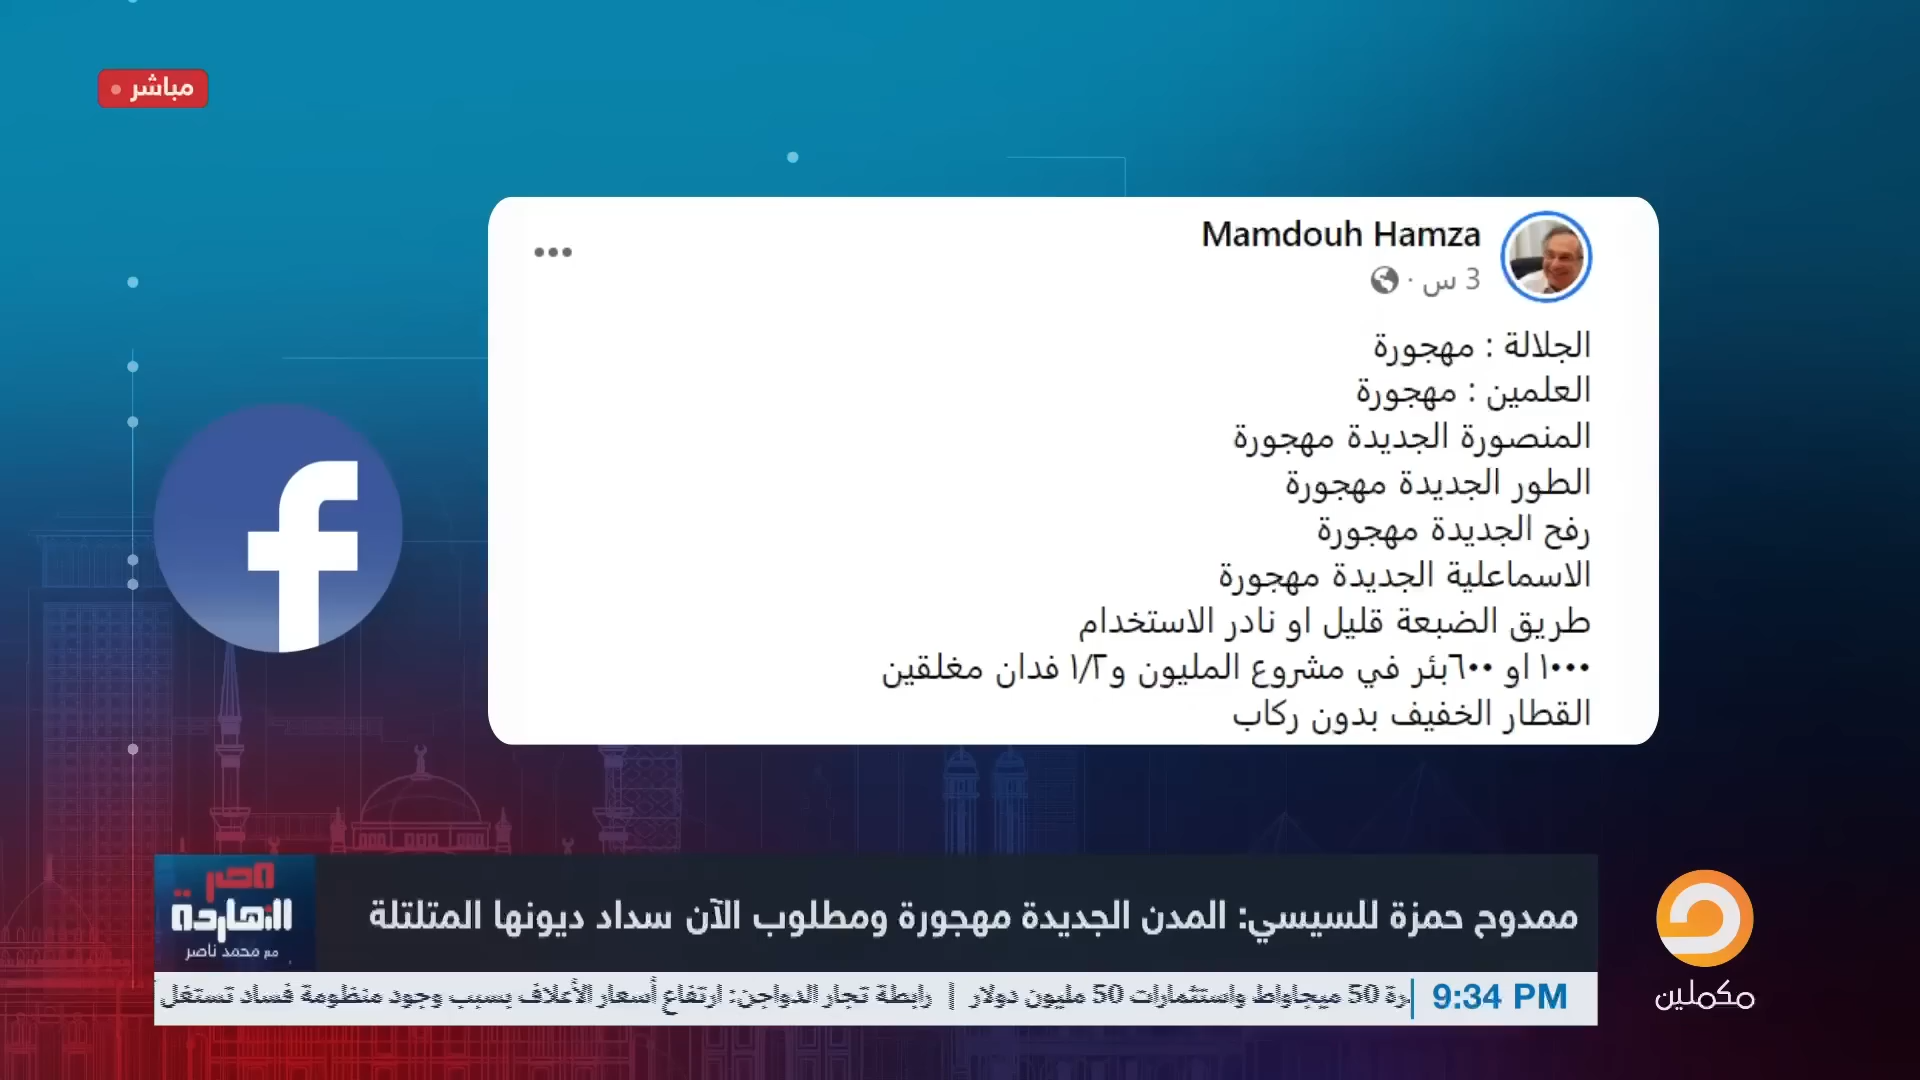 مباشر
Mamdouh Hamza
3 س ·
الجلالة : مهجورة
العلمين : مهجورة
المنصورة الجديدة مهجورة
الطور الجديدة مهجورة
رفح الجديدة مهجورة
الاسماعلية الجديدة مهجورة
طريق الضبعة قليل او نادر الاستخدام
١٠٠٠ او ٦٠٠بئر في مشروع المليون و١/٢ فدان مغلقين
القطار الخفيف بدون ركاب
مصر
النهاردة
مع محمد ناصر
ممدوح حمزة للسيسي: المدن الجديدة مهجورة ومطلوب الآن سداد ديونها المتلتلة
9:34 PM
رة 50 ميجاواط واستثمارات 50 مليون دولار | رابطة تجار الدواجن: ارتفاع أسعار الأعلاف بسبب وجود منظومة فساد تستغل
مكملين